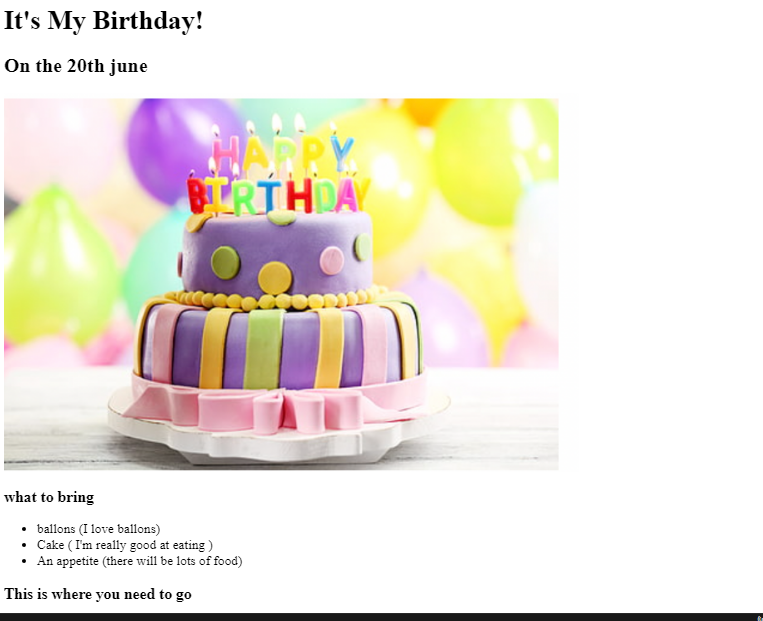 It's My Birthday!
On the 20th june
HAPPY
BIRTHDAY
what to bring
ballons (I love ballons)
Cake ( I'm really good at eating )
An appetite (there will be lots of food)
This is where you need to go